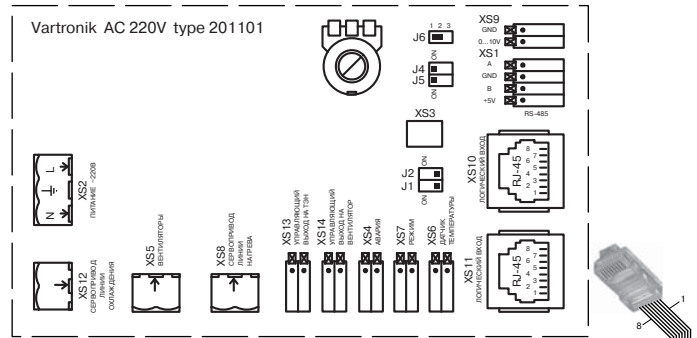 Vartronik AC 220V type 201101
1 2 3
J6
ON
J4
J5
ON
XS9
GND
0...10V
XS1
A
GND
B
+5V
RS-485
XS3
ON
J2
J1
ON
XS10
ЛОГИЧЕСКИЙ ВХОД
RJ-45
8
7
6
5
4
3
2
1
XS11
ЛОГИЧЕСКИЙ ВХОД
RJ-45
8
7
6
5
4
3
2
1
L
N
XS2
ПИТАНИЕ ~220В
XS12
СЕРВОПРИВОД
ЛИНИИ
ОХЛАЖДЕНИЯ
XS5
ВЕНТИЛЯТОРЫ
XS8
СЕРВОПРИВОД
ЛИНИИ
НАГРЕВА
XS13
УПРАВЛЯЮЩИЙ
ВЫХОД НА ТЭН
XS14
УПРАВЛЯЮЩИЙ
ВЫХОД НА
ВЕНТИЛЯТОР
XS4
АВАРИЯ
XS7
РЕЖИМ
XS6
ДАТЧИК
ТЕМПЕРАТУРЫ
1
8